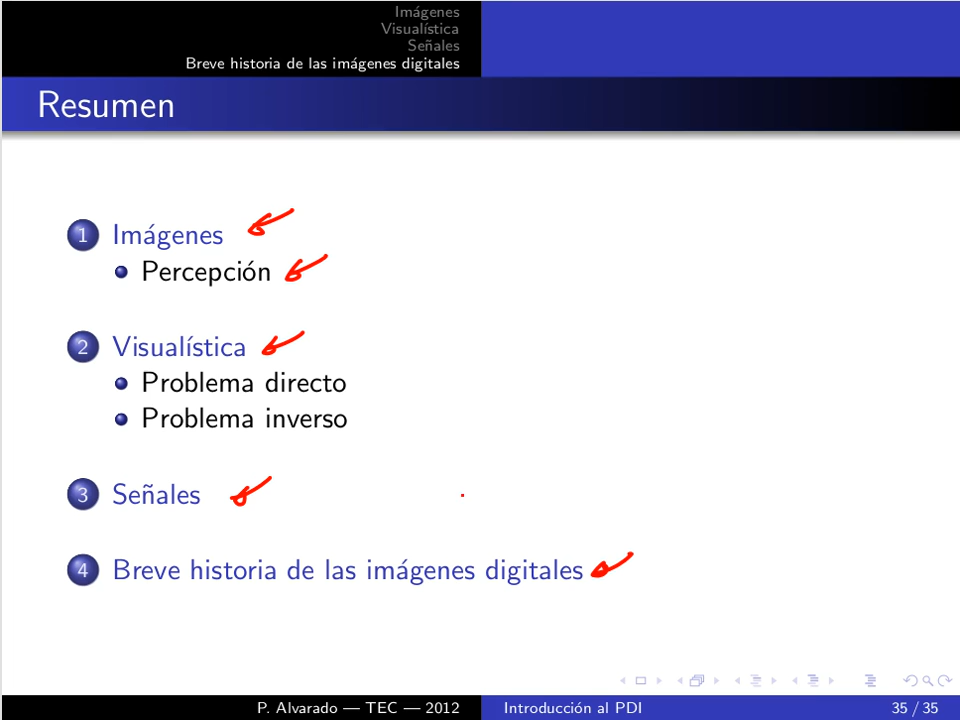 Imágenes
Visualística
Señales
Breve historia de las imágenes digitales
Resumen
1 Imágenes
Percepción
2 Visualística
Problema directo
Problema inverso
3 Señales
4 Breve historia de las imágenes digitales
P. Alvarado — TEC — 2012 Introducción al PDI 35 / 35